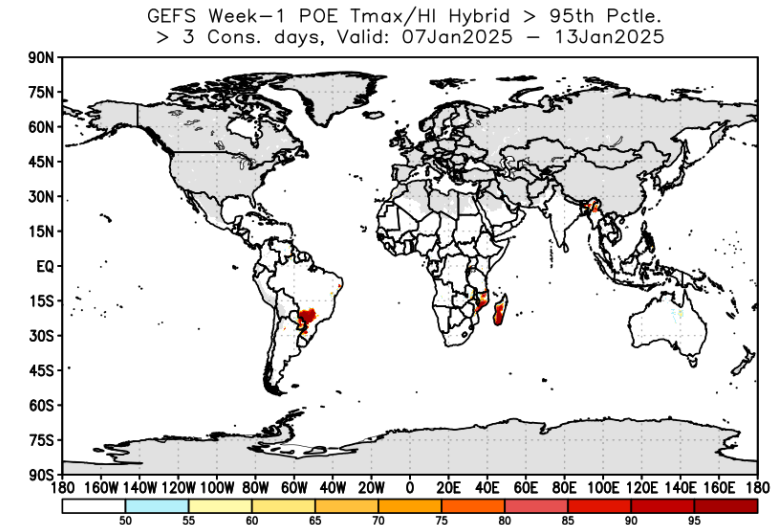 GEFS Week-1 POE Tmax/HI Hybrid > 95th Pctle.
> 3 Cons. days, Valid: 07Jan2025 - 13Jan2025
90N
75N
60N
45N
30N
15N
EQ
15S
30S
45S
60S
75S
90S
180 160W 140W 120W 100W 80W 60W 40W 20W 0 20E 40E 60E 80E 100E 120E 140E 160E 180
50 55 60 65 70 75 80 85 90 95